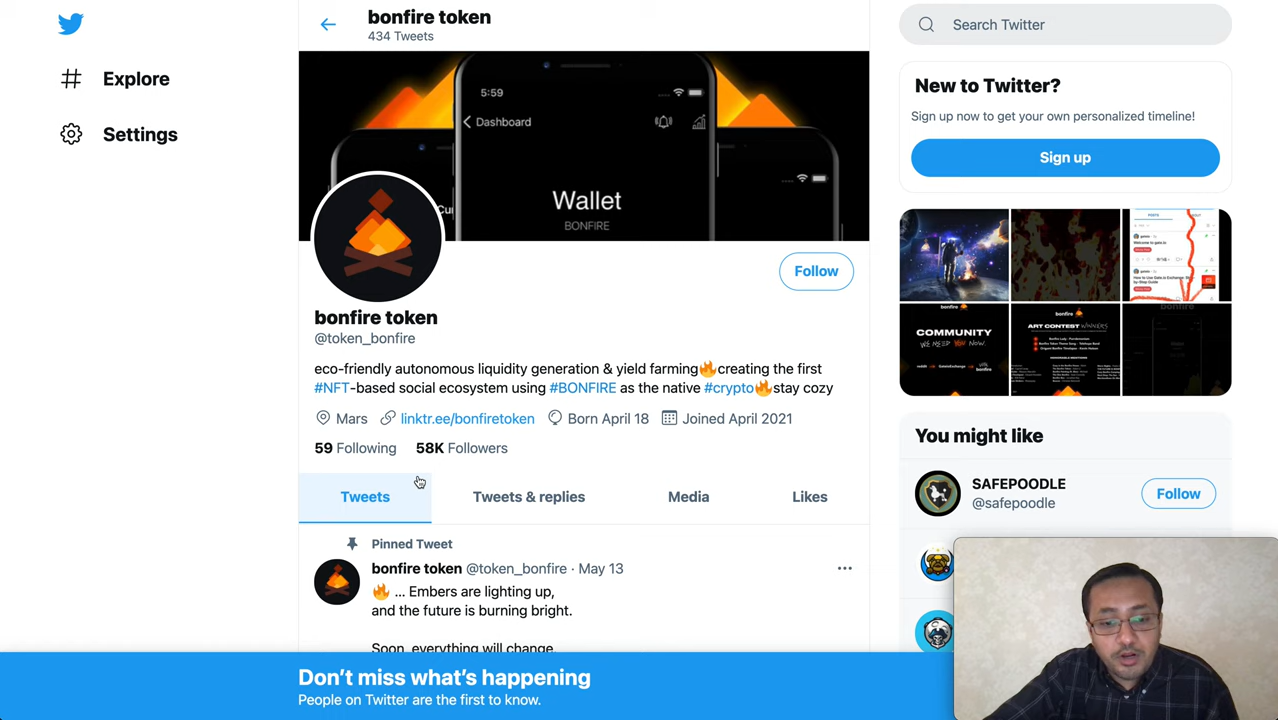 bonfire token
434 Tweets
Explore
Settings
5:59
Dashboard
Wallet
BONFIRE
Follow
bonfire token
@token_bonfire
eco-friendly autonomous liquidity generation & yield farming🔥creating the first
#NFT social ecosystem using #BONFIRE as the native #crypto🔥stay cozy
Mars linktr.ee/bonfiretoken Born April 18 Joined April 2021
59 Following 58K Followers
Tweets Tweets & replies Media Likes
Pinned Tweet
bonfire token @token_bonfire · May 13
🔥 ... Embers are lighting up,
and the future is burning bright.
Soon, everything will change.
Search Twitter
New to Twitter?
Sign up now to get your own personalized timeline!
Sign up
bonfire
COMMUNITY
WE NEED YOU NOW.
bonfire
ART CONTEST WINNERS
bonfire
You might like
SAFEPOODLE
@safepoodle
Follow
Don't miss what's happening
People on Twitter are the first to know.